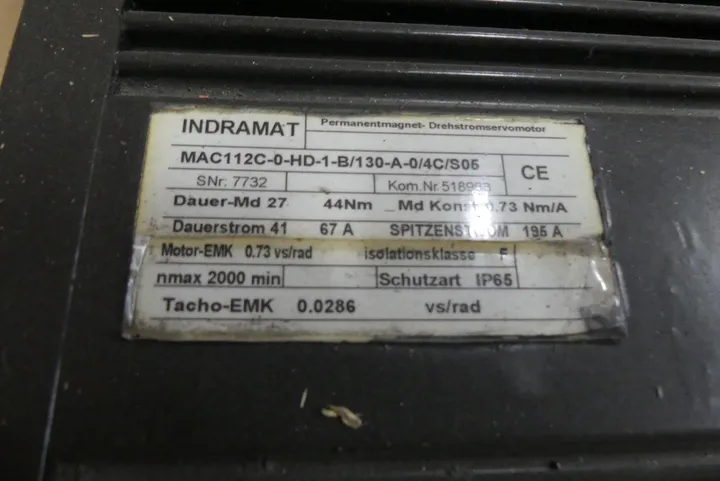 INDRAMAT Permanentmagnet- Drehstromservomotor
MAC112C-0-HD-1-B/130-A-0/4C/S05 CE
SNr. 7732 Kom.Nr.
Dauer-Md 27 44Nm Md Konst 0.73 Nm/A
Dauerstrom 41 67 A SPITZENSTROM 195 A
Motor-EMK 0.73 vs/rad isolationsklasse F
nmax 2000 min Schutzart IP65
Tacho-EMK 0.0286 vs/rad